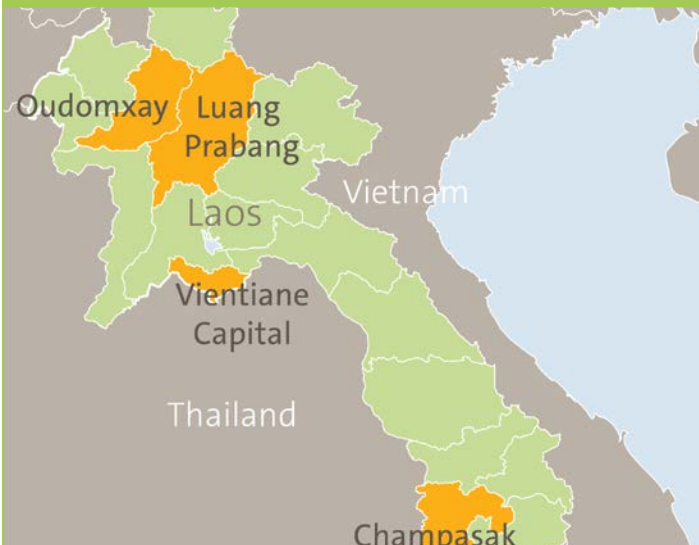 Oudomxay
Luang
Prabang
Vietnam
Laos
Vientiane
Capital
Thailand
Champasak